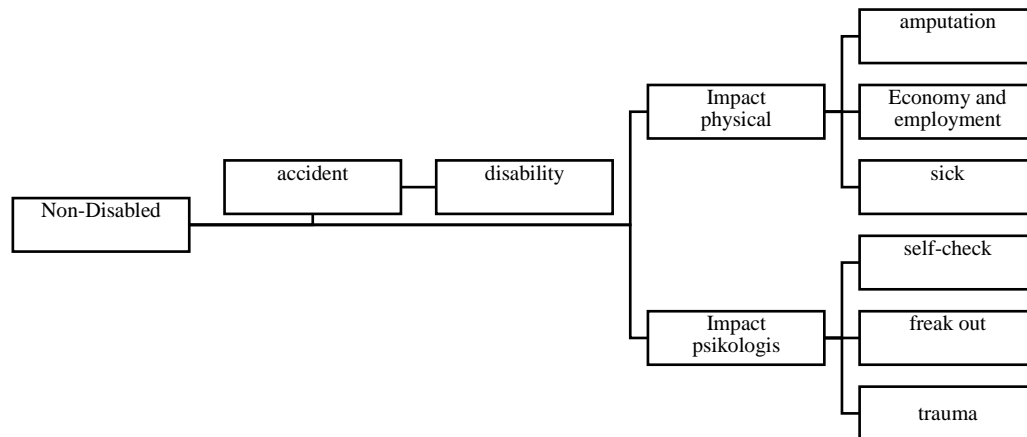 Non-Disabled
accident
disability
Impact
physical
amputation
Economy and
employment
sick
Impact
psikologis
self-check
freak out
trauma